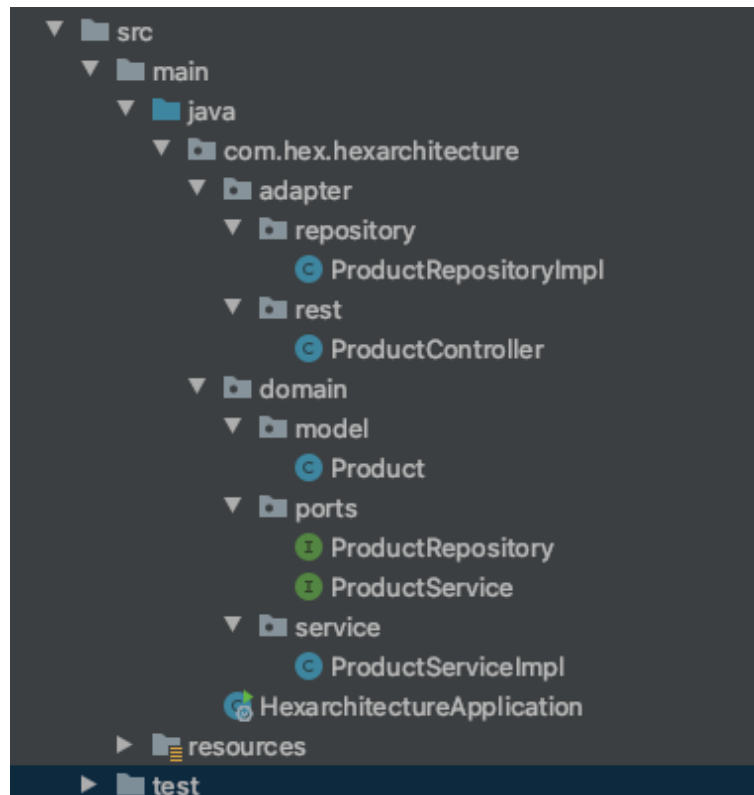 src
main
java
com.hex.hexarchitecture
adapter
repository
C ProductRepositoryImpl
rest
C ProductController
domain
model
C Product
ports
I ProductRepository
I ProductService
service
C ProductServiceImpl
HexarchitectureApplication
resources
test